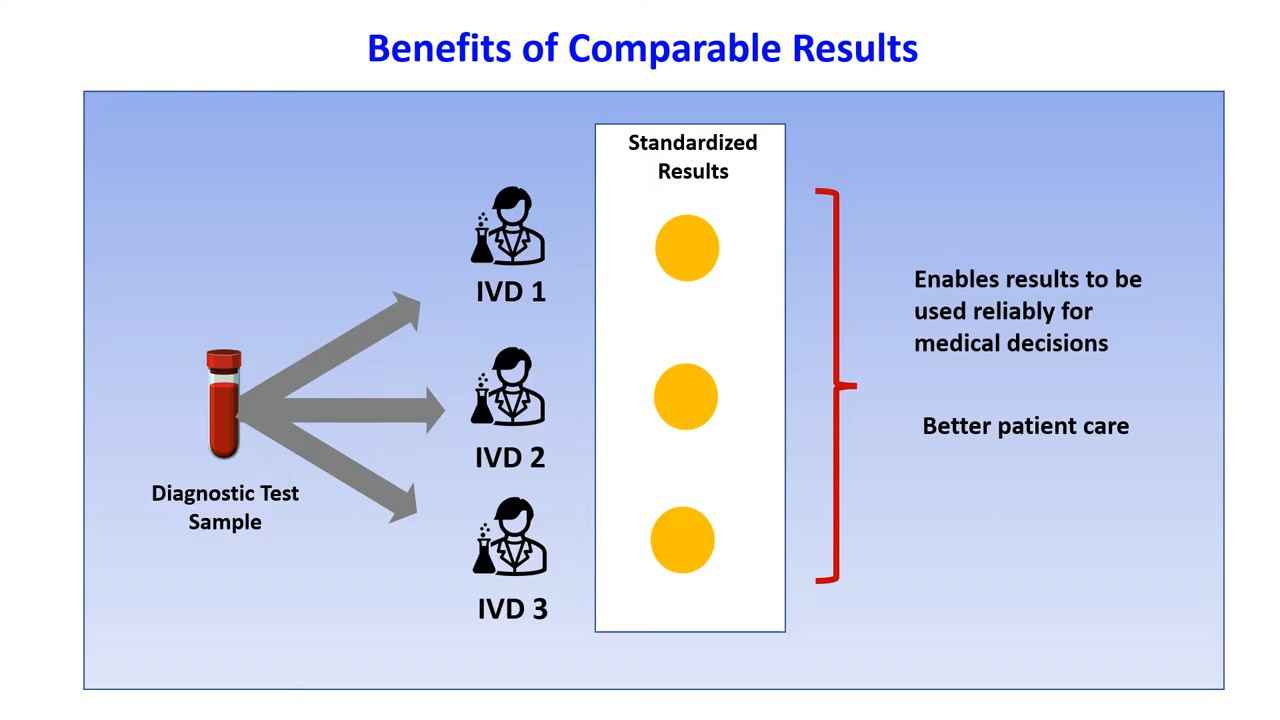 Benefits of Comparable Results
Standardized
Results
IVD 1
IVD 2
IVD 3
Diagnostic Test
Sample
Enables results to be
used reliably for
medical decisions
Better patient care